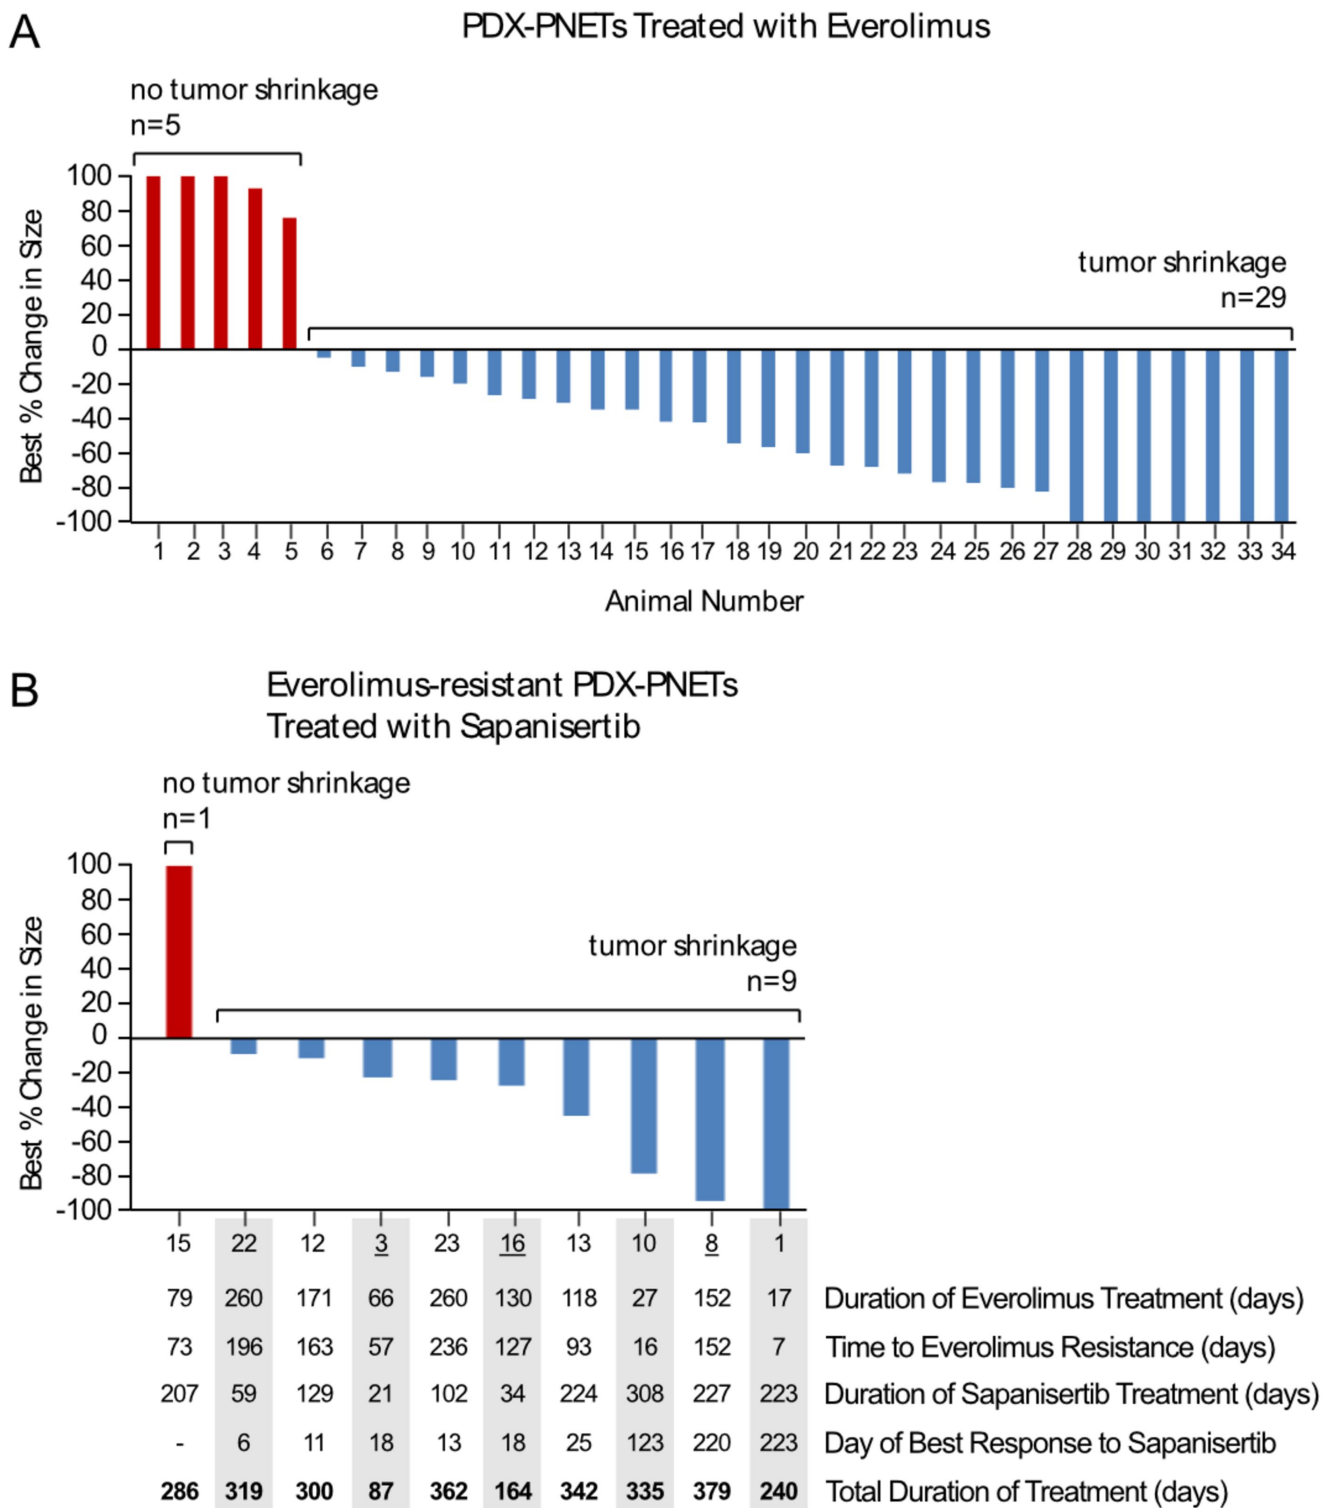 A
PDX-PNETs Treated with Everolimus
no tumor shrinkage
n=5
tumor shrinkage
n=29
Best % Change in Size
100
80
60
40
20
0
-20
-40
-60
-80
-100
1 2 3 4 5 6 7 8 9 10 11 12 13 14 15 16 17 18 19 20 21 22 23 24 25 26 27 28 29 30 31 32 33 34
Animal Number
B
Everolimus-resistant PDX-PNETs
Treated with Sapanisertib
no tumor shrinkage
n=1
tumor shrinkage
n=9
Best % Change in Size
100
80
60
40
20
0
-20
-40
-60
-80
-100
15 22 12 3 23 16 13 10 8 1
79 260 171 66 260 130 118 27 152 17 Duration of Everolimus Treatment (days)
73 196 163 57 236 127 93 16 152 7 Time to Everolimus Resistance (days)
207 59 129 21 102 34 224 308 227 223 Duration of Sapanisertib Treatment (days)
- 6 11 18 13 18 25 123 220 223 Day of Best Response to Sapanisertib
286 319 300 87 362 164 342 335 379 240 Total Duration of Treatment (days)